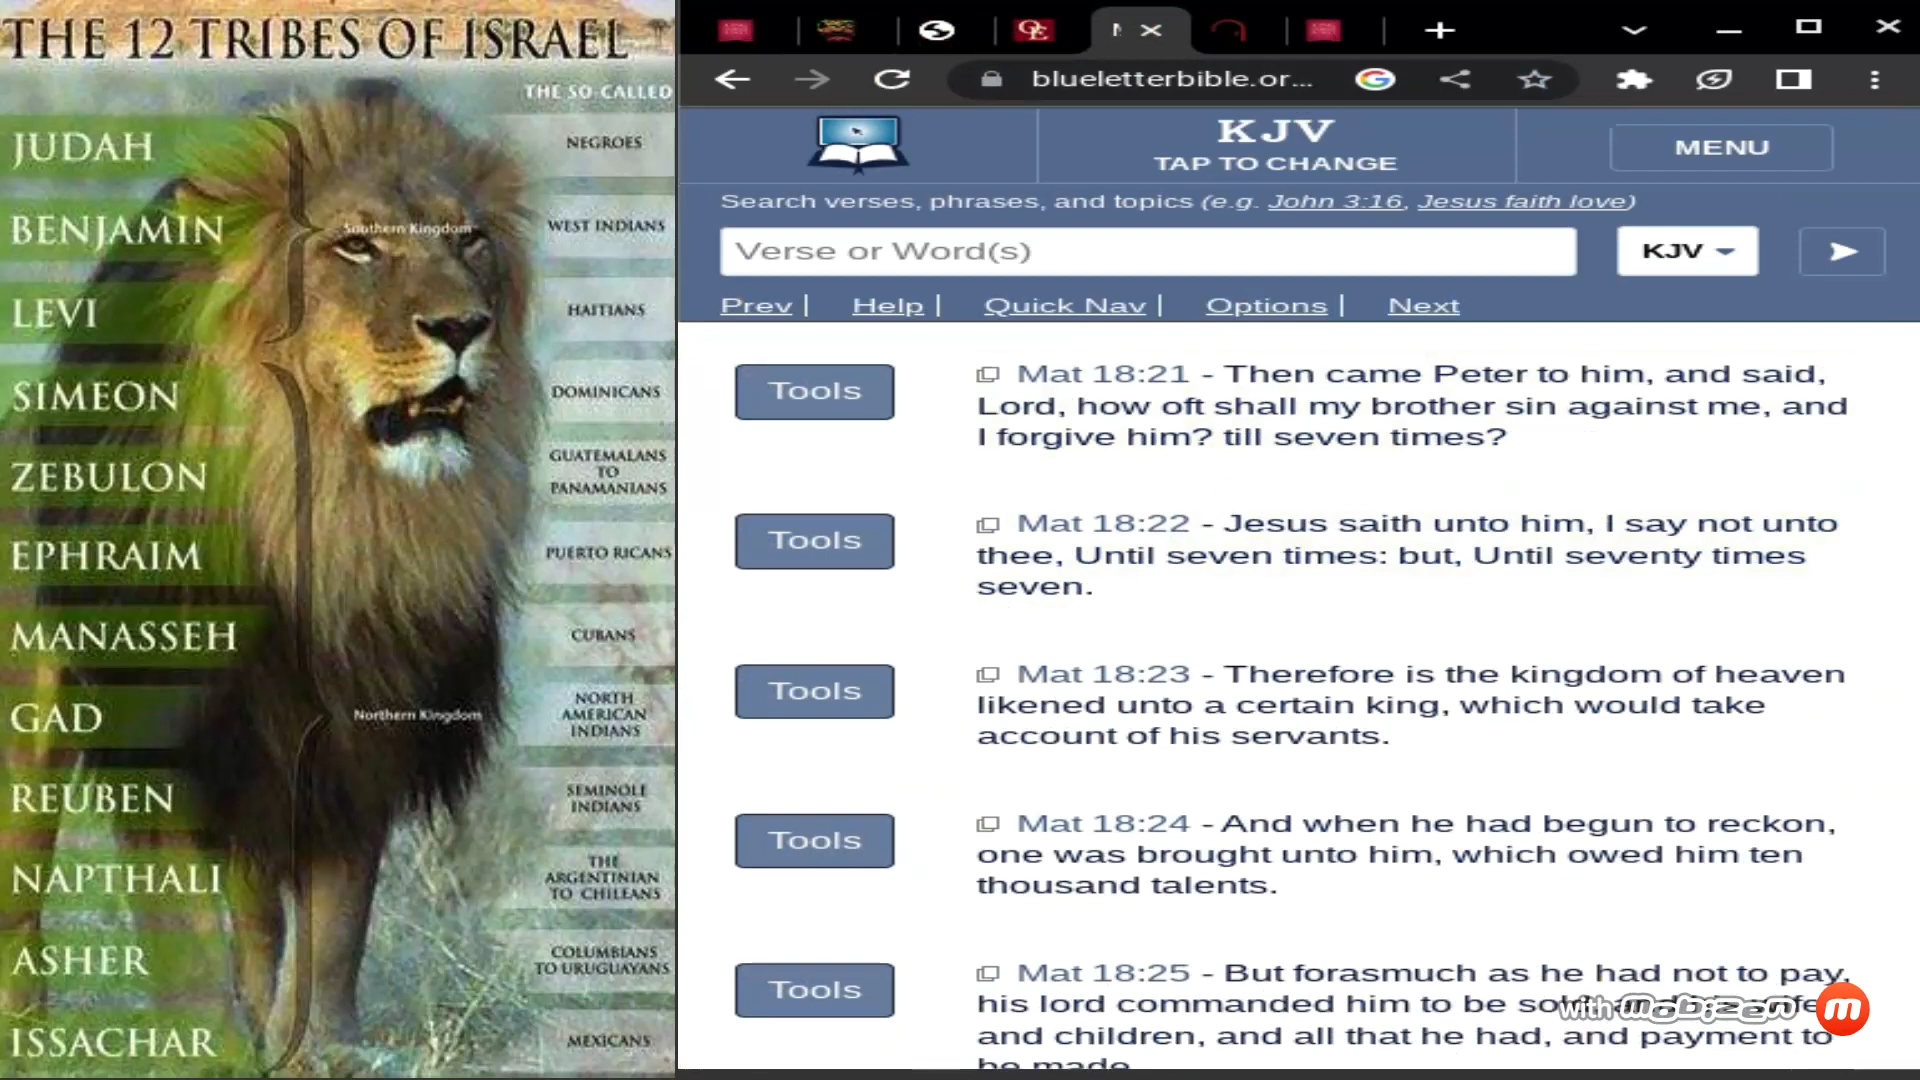 THE 12 TRIBES OF ISRAEL
THE SO-CALLED
JUDAH
NEGROES
BENJAMIN
Southern Kingdom
WEST INDIANS
LEVI
HAITIANS
SIMEON
DOMINICANS
ZEBULON
GUATEMALANS
TO
PANAMANIANS
EPHRAIM
PUERTO RICANS
MANASSEH
CUBANS
GAD
Northern Kingdom
NORTH
AMERICAN
INDIANS
REUBEN
SEMINOLE
INDIANS
NAPTHALI
THE
ARGENTINIAN
TO CHILEANS
ASHER
COLUMBIANS
TO URUGUAYANS
ISSACHAR
MEXICANS
blueletterbible.or...
KJV
TAP TO CHANGE
MENU
Search verses, phrases, and topics (e.g. John 3:16, Jesus faith love)
Verse or Word(s)
KJV
Prev | Help | Quick Nav | Options | Next
Tools
Mat 18:21 - Then came Peter to him, and said,
Lord, how oft shall my brother sin against me, and
I forgive him? till seven times?
Tools
Mat 18:22 - Jesus saith unto him, I say not unto
thee, Until seven times: but, Until seventy times
seven.
Tools
Mat 18:23 - Therefore is the kingdom of heaven
likened unto a certain king, which would take
account of his servants.
Tools
Mat 18:24 - And when he had begun to reckon,
one was brought unto him, which owed him ten
thousand talents.
Tools
Mat 18:25 - But forasmuch as he had not to pay,
his lord commanded him to be
with mobizen
and children, and all that he had, and payment to
be made